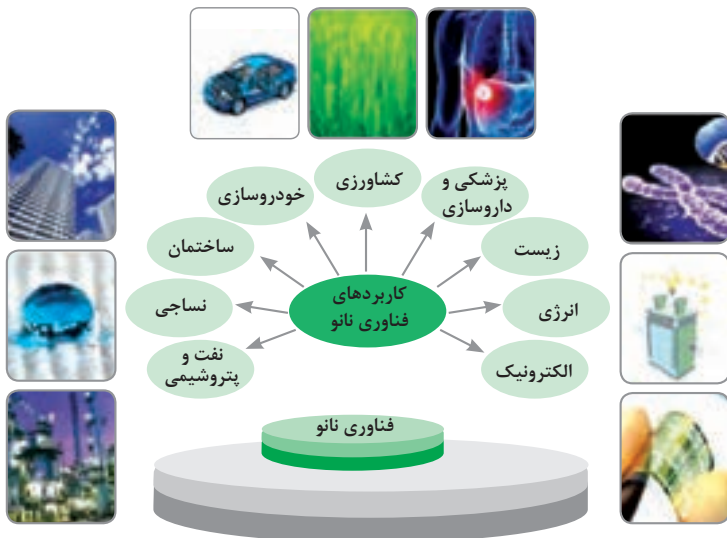 کشاورزی
پزشکی و
داروسازی
خودروسازی
زیست
ساختمان
کاربردهای
فناوری نانو
انرژی
نساجی
الکترونیک
نفت و
پتروشیمی
فناوری نانو